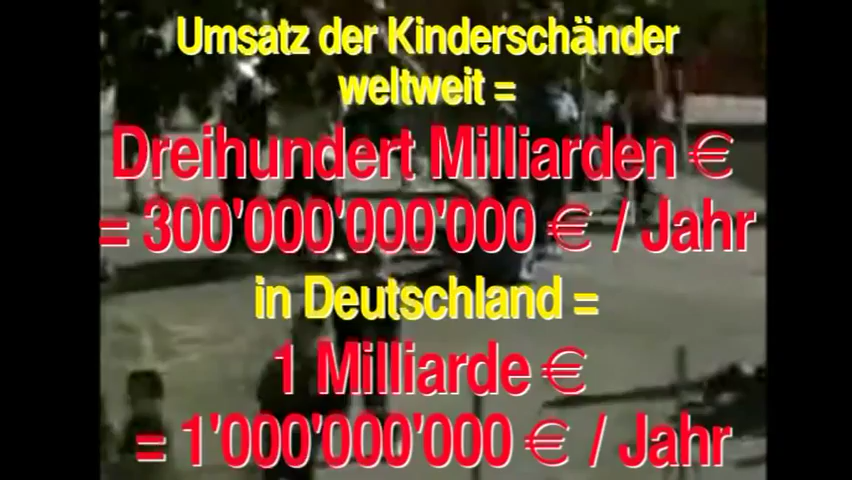 Umsatz der Kinderschänder
weltweit =
Dreihundert Milliarden €
= 300'000'000'000 € / Jahr
in Deutschland =
1 Milliarde €
= 1'000'000'000 € / Jahr